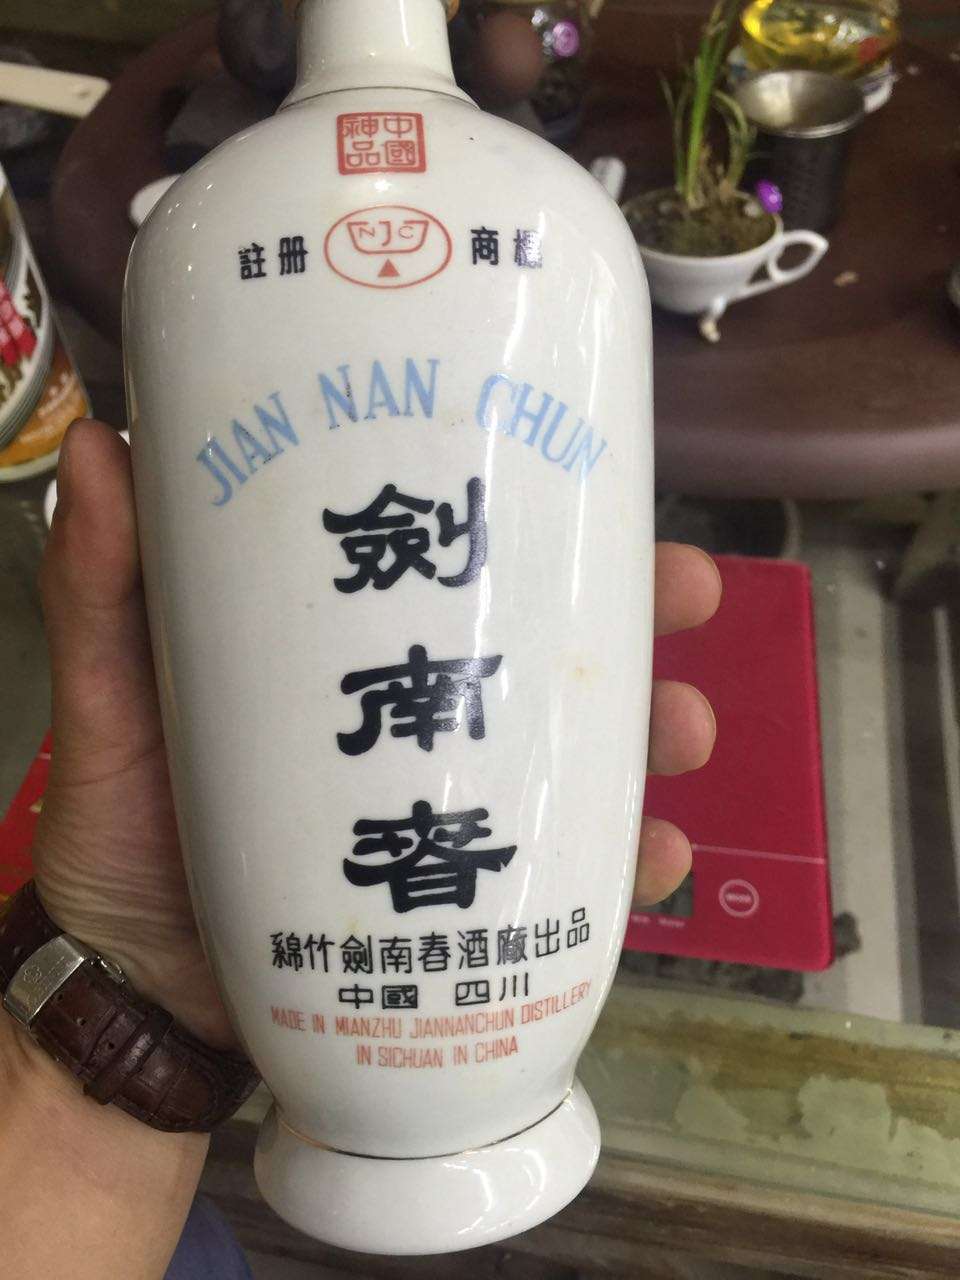 中國神品
註册 NJC 商標
JIAN NAN CHUN
劍南春
綿竹劍南春酒廠出品
中國 四川
MADE IN MIANZHU JIANNANCHUN DISTILLERY
IN SICHUAN IN CHINA